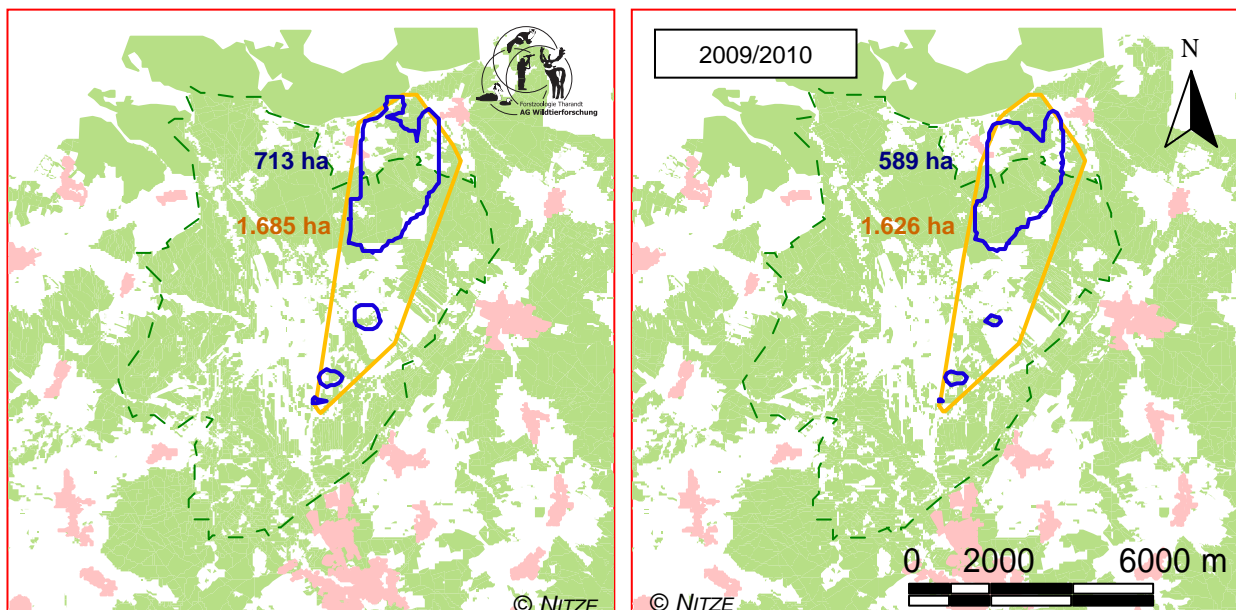 Forstzoologie Tharandt
AG Wildtierforschung
713 ha
1.685 ha
© NITZE
2009/2010
N
589 ha
1.626 ha
0 2000 6000 m
© NITZE